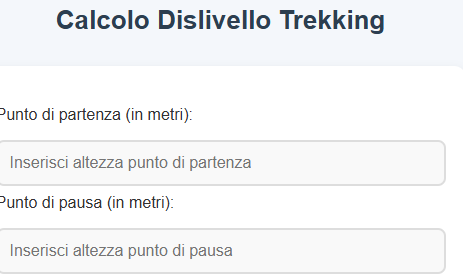 Calcolo Dislivello Trekking
Punto di partenza (in metri):
Inserisci altezza punto di partenza
Punto di pausa (in metri):
Inserisci altezza punto di pausa